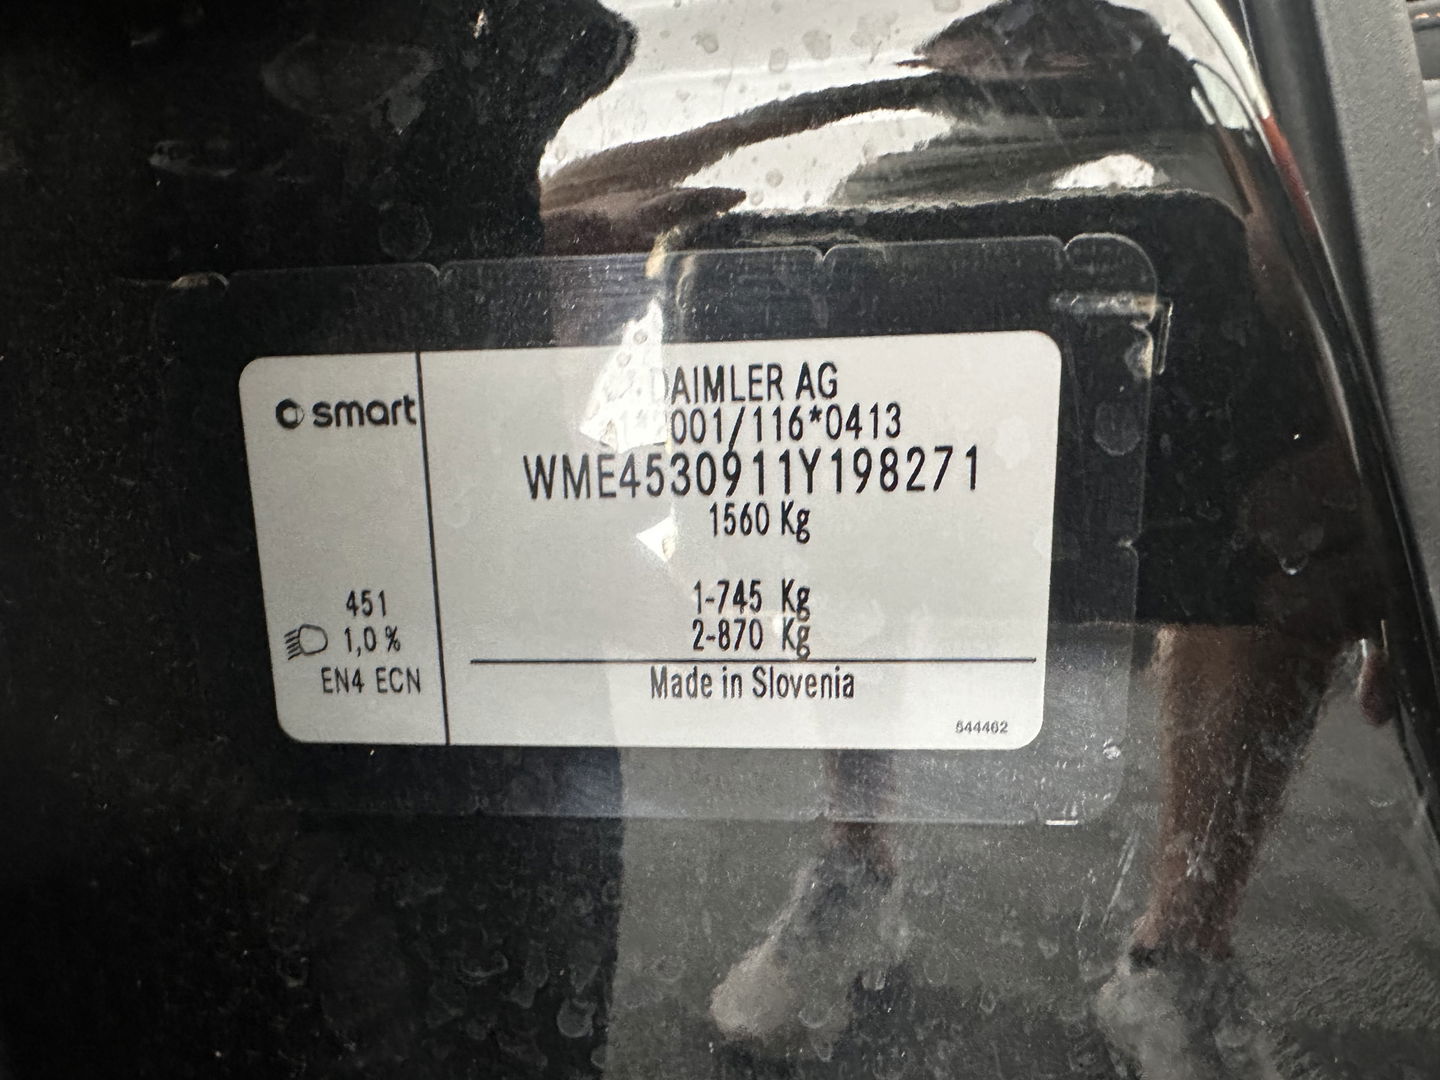 smart
DAIMLER AG
001/116*0413
WME4530911Y198271
1560 Kg
1-745 Kg
2-870 Kg
451
1,0 %
EN4 ECN
Made in Slovenia
544462